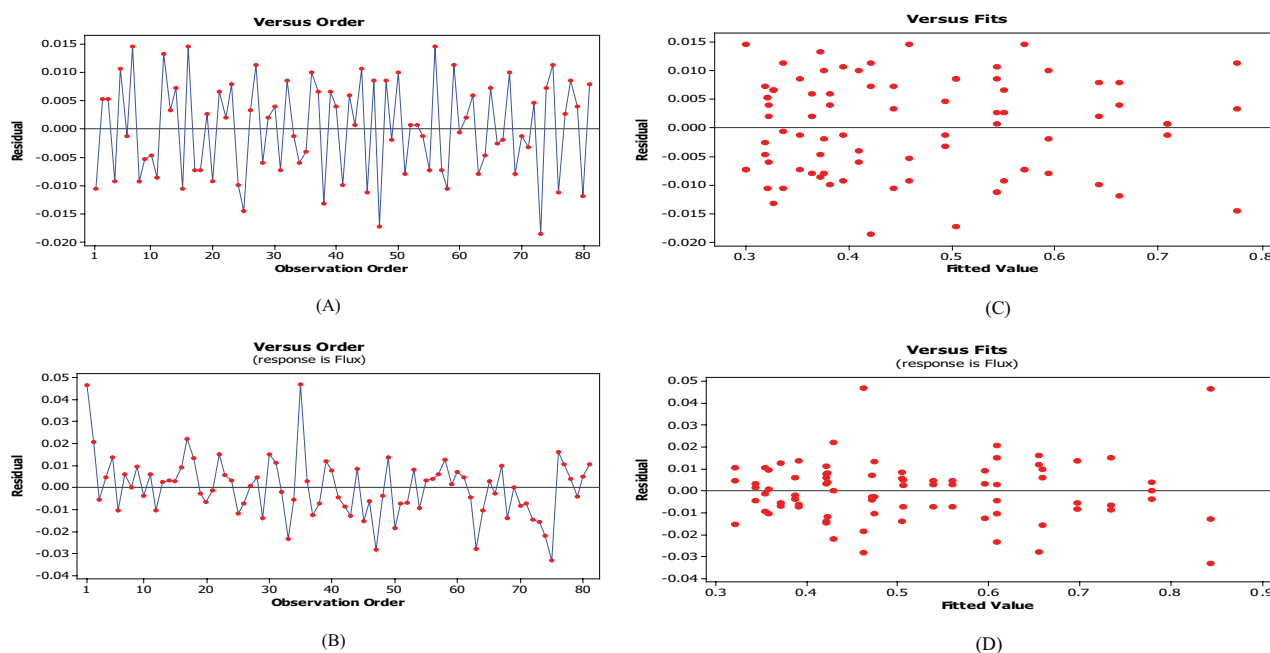 Versus Order
0.015
0.010
0.005
0.000
-0.005
-0.010
-0.015
-0.020
Residual
1 10 20 30 40 50 60 70 80
Observation Order
(A)
Versus Fits
0.015
0.010
0.005
0.000
-0.005
-0.010
-0.015
-0.020
Residual
0.3 0.4 0.5 0.6 0.7 0.8
Fitted Value
(C)
Versus Order
(response is Flux)
0.05
0.04
0.03
0.02
0.01
0.00
-0.01
-0.02
-0.03
-0.04
Residual
1 10 20 30 40 50 60 70 80
Observation Order
(B)
Versus Fits
(response is Flux)
0.05
0.04
0.03
0.02
0.01
0.00
-0.01
-0.02
-0.03
-0.04
Residual
0.3 0.4 0.5 0.6 0.7 0.8 0.9
Fitted Value
(D)